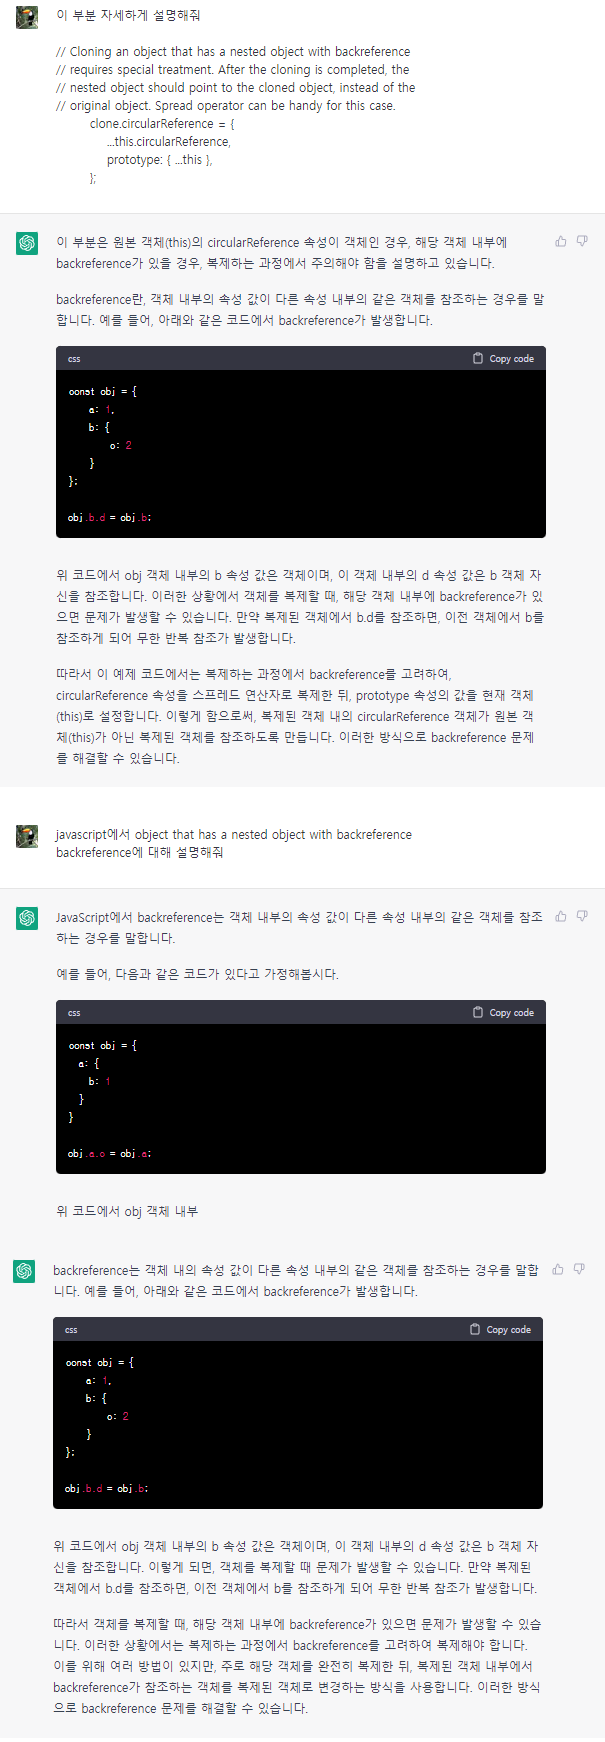 이 부분 자세하게 설명해줘
// Cloning an object that has a nested object with backreference
// requires special treatment. After the cloning is completed, the
// nested object should point to the cloned object, instead of the
// original object. Spread operator can be handy for this case.
clone.circularReference = {
...this.circularReference,
prototype: { ...this },
};
이 부분은 원본 객체(this)의 circularReference 속성이 객체인 경우, 해당 객체 내부에
backreference가 있을 경우, 복제하는 과정에서 주의해야 함을 설명하고 있습니다.
backreference란, 객체 내부의 속성 값이 다른 속성 내부의 같은 객체를 참조하는 경우를 말
합니다. 예를 들어, 아래와 같은 코드에서 backreference가 발생합니다.
css
Copy code
const obj = {
a: 1,
b: {
c: 2
}
};
obj.b.d = obj.b;
위 코드에서 obj 객체 내부의 b 속성 값은 객체이며, 이 객체 내부의 d 속성 값은 b 객체 자
신을 참조합니다. 이러한 상황에서 객체를 복제할 때, 해당 객체 내부에 backreference가 있
으면 문제가 발생할 수 있습니다. 만약 복제된 객체에서 b.d를 참조하면, 이전 객체에서 b를
참조하게 되어 무한 반복 참조가 발생합니다.
따라서 이 예제 코드에서는 복제하는 과정에서 backreference를 고려하여,
circularReference 속성을 스프레드 연산자로 복제한 뒤, prototype 속성의 값을 현재 객체
(this)로 설정합니다. 이렇게 함으로써, 복제된 객체 내의 circularReference 객체가 원본 객
체(this)가 아닌 복제된 객체를 참조하도록 만듭니다. 이러한 방식으로 backreference 문제
를 해결할 수 있습니다.
javascript에서 object that has a nested object with backreference
backreference에 대해 설명해줘
JavaScript에서 backreference는 객체 내부의 속성 값이 다른 속성 내부의 같은 객체를 참조
하는 경우를 말합니다.
예를 들어, 다음과 같은 코드가 있다고 가정해봅시다.
css
Copy code
const obj = {
a: {
b: 1
}
}
obj.a.c = obj.a;
위 코드에서 obj 객체 내부
backreference는 객체 내의 속성 값이 다른 속성 내부의 같은 객체를 참조하는 경우를 말합
니다. 예를 들어, 아래와 같은 코드에서 backreference가 발생합니다.
css
Copy code
const obj = {
a: 1,
b: {
c: 2
}
};
obj.b.d = obj.b;
위 코드에서 obj 객체 내부의 b 속성 값은 객체이며, 이 객체 내부의 d 속성 값은 b 객체 자
신을 참조합니다. 이렇게 되면, 객체를 복제할 때 문제가 발생할 수 있습니다. 만약 복제된
객체에서 b.d를 참조하면, 이전 객체에서 b를 참조하게 되어 무한 반복 참조가 발생합니다.
따라서 객체를 복제할 때, 해당 객체 내부에 backreference가 있으면 문제가 발생할 수 있습
니다. 이러한 상황에서는 복제하는 과정에서 backreference을 고려하여 복제해야 합니다.
이를 위해 여러 방법이 있지만, 주로 해당 객체를 완전히 복제한 뒤, 복제된 객체 내부에서
backreference가 참조하는 객체를 복제된 객체로 변경하는 방식을 사용합니다. 이러한 방식
으로 backreference 문제를 해결할 수 있습니다.